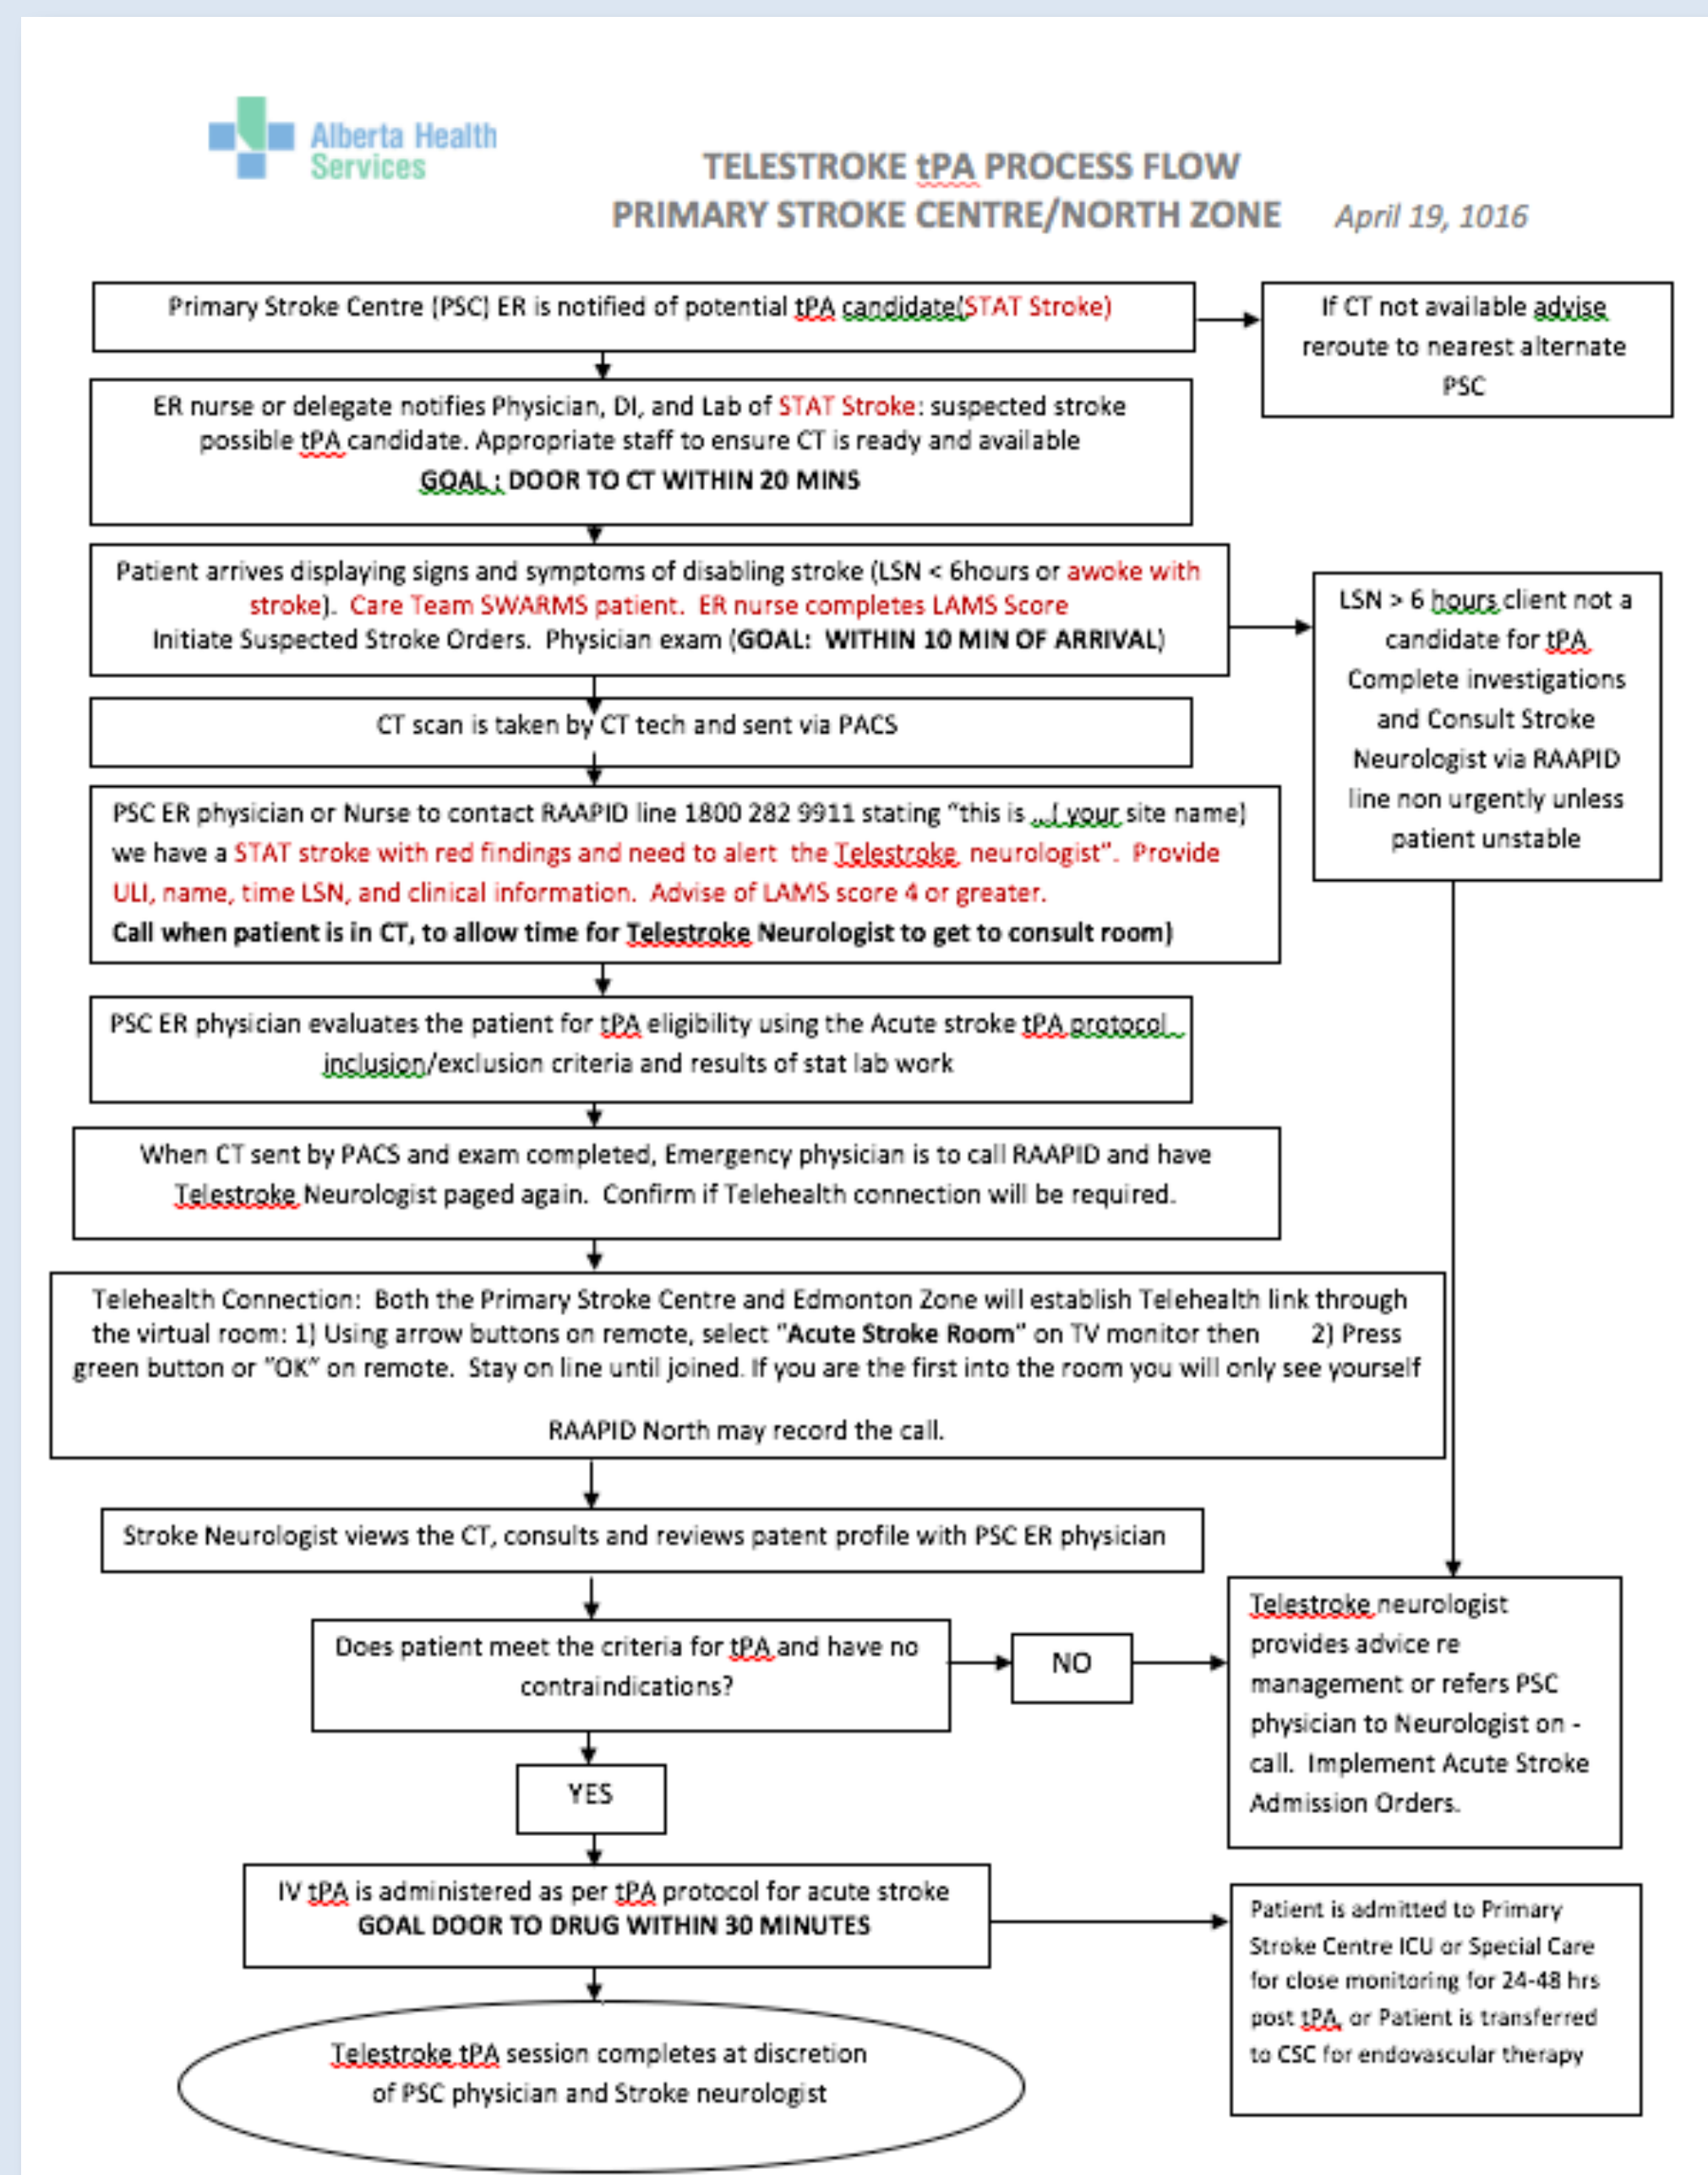 Alberta Health
Services
TELESTROKE tPA PROCESS FLOW
PRIMARY STROKE CENTRE/NORTH ZONE April 19, 1016
Primary Stroke Centre (PSC) ER is notified of potential tPA candidate(STAT Stroke)
If CT not available advise
reroute to nearest alternate
PSC
ER nurse or delegate notifies Physician, DI, and Lab of STAT Stroke: suspected stroke
possible tPA candidate. Appropriate staff to ensure CT is ready and available
GOAL : DOOR TO CT WITHIN 20 MINS
Patient arrives displaying signs and symptoms of disabling stroke (LSN < 6hours or awoke with
stroke). Care Team SWARMS patient. ER nurse completes LAMS Score
Initiate Suspected Stroke Orders. Physician exam (GOAL: WITHIN 10 MIN OF ARRIVAL)
LSN > 6 hours client not a
candidate for tPA
Complete investigations
and Consult Stroke
Neurologist via RAAPID
line non urgently unless
patient unstable
CT scan is taken by CT tech and sent via PACS
PSC ER physician or Nurse to contact RAAPID line 1800 282 9911 stating "this is ...( your site name)
we have a STAT stroke with red findings and need to alert the Telestroke neurologist". Provide
ULI, name, time LSN, and clinical information. Advise of LAMS score 4 or greater.
Call when patient is in CT, to allow time for Telestroke Neurologist to get to consult room)
PSC ER physician evaluates the patient for tPA eligibility using the Acute stroke tPA protocol
inclusion/exclusion criteria and results of stat lab work
When CT sent by PACS and exam completed, Emergency physician is to call RAAPID and have
Telestroke Neurologist paged again. Confirm if Telehealth connection will be required.
Telehealth Connection: Both the Primary Stroke Centre and Edmonton Zone will establish Telehealth link through
the virtual room: 1) Using arrow buttons on remote, select "Acute Stroke Room" on TV monitor then 2) Press
green button or "OK" on remote. Stay on line until joined. If you are the first into the room you will only see yourself
RAAPID North may record the call.
Stroke Neurologist views the CT, consults and reviews patent profile with PSC ER physician
Does patient meet the criteria for tPA and have no
contraindications?
NO
Telestroke neurologist
provides advice re
management or refers PSC
physician to Neurologist on -
call. Implement Acute Stroke
Admission Orders.
YES
IV tPA is administered as per tPA protocol for acute stroke
GOAL DOOR TO DRUG WITHIN 30 MINUTES
Patient is admitted to Primary
Stroke Centre ICU or Special Care
for close monitoring for 24-48 hrs
post tPA, or Patient is transferred
to CSC for endovascular therapy
Telestroke tPA session completes at discretion
of PSC physician and Stroke neurologist